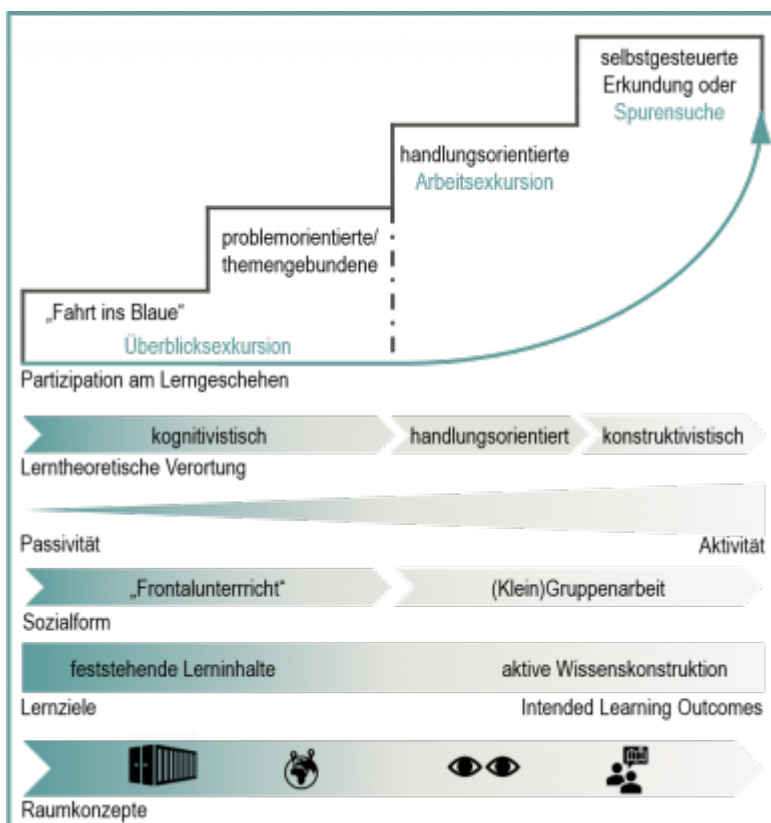 selbstgesteuerte
Erkundung oder
Spurensuche
handlungsorientierte
Arbeitsexkursion
problemorientierte/
themengebundene
„Fahrt ins Blaue“
Überblicksexkursion
Partizipation am Lerngeschehen
kognitivistisch
handlungsorientiert
konstruktivistisch
Lerntheoretische Verortung
Passivität
Aktivität
„Frontalunterrricht“
(Klein)Gruppenarbeit
Sozialform
feststehende Lerninhalte
aktive Wissenskonstruktion
Lernziele
Intended Learning Outcomes
Raumkonzepte